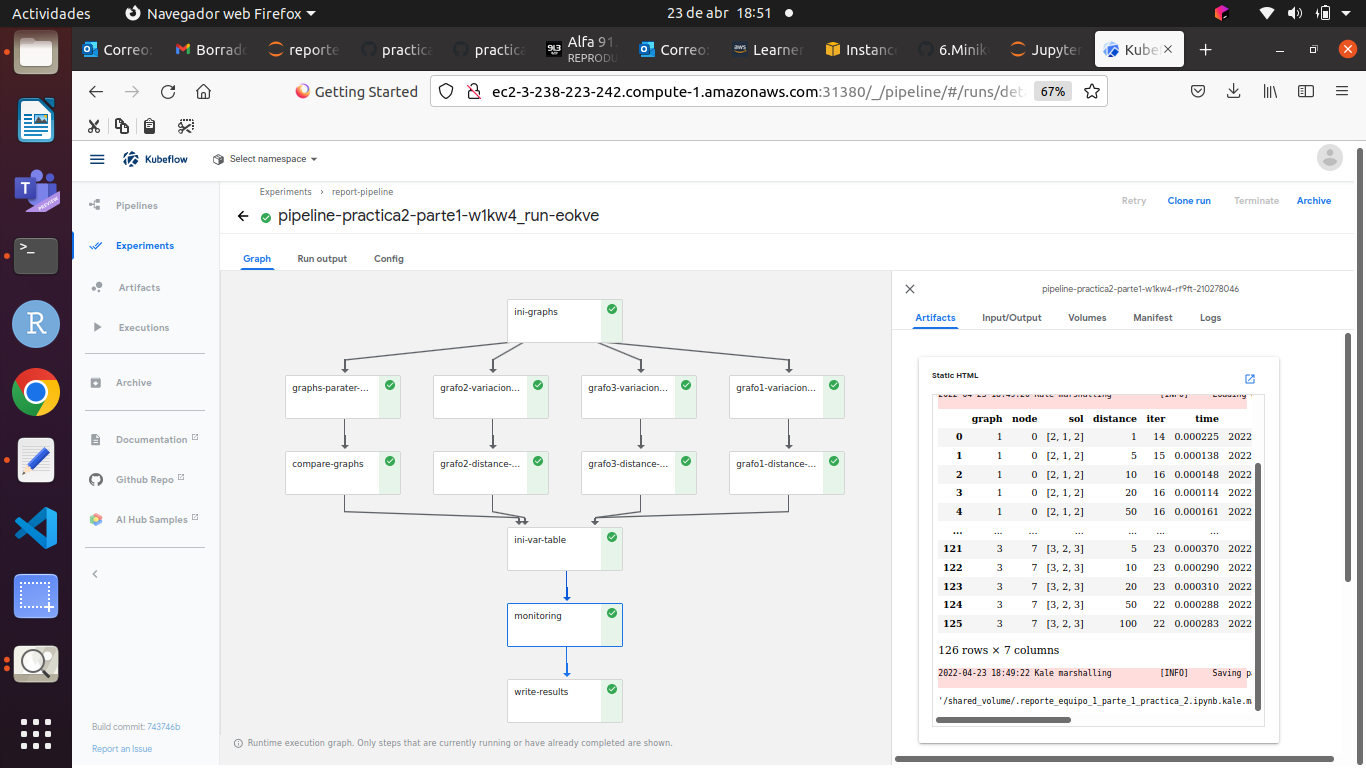 Actividades
Navegador web Firefox
23 de abr 18:51
Correo:
Borrad
reporte
practica
practica
Alfa 91.
REPRODU
Correo:
Learner
Instanc
6.Minik
Jupyter
Kube
Getting Started
ec2-3-238-223-242.compute-1.amazonaws.com:31380/_/pipeline/#/runs/det
67%
Kubeflow
Select namespace
Pipelines
Experiments
Artifacts
Executions
Archive
Documentation
Github Repo
AI Hub Samples
Build commit: 743746b
Report an Issue
Experiments › report-pipeline
pipeline-practica2-parte1-w1kw4_run-eokve
Retry
Clone run
Terminate
Archive
Graph
Run output
Config
ini-graphs
graphs-parater-...
grafo2-variacion...
grafo3-variacion...
grafo1-variacion...
compare-graphs
grafo2-distance-...
grafo3-distance-...
grafo1-distance-...
ini-var-table
monitoring
write-results
Runtime execution graph. Only steps that are currently running or have already completed are shown.
pipeline-practica2-parte1-w1kw4-rf9ft-210278046
Artifacts
Input/Output
Volumes
Manifest
Logs
Static HTML
2022-04-23 18:49:20 Kale marshalling [INFO] Loading
graph node sol distance iter time
0 1 0 [2, 1, 2] 1 14 0.000225 2022
1 1 0 [2, 1, 2] 5 15 0.000138 2022
2 1 0 [2, 1, 2] 10 16 0.000148 2022
3 1 0 [2, 1, 2] 20 16 0.000114 2022
4 1 0 [2, 1, 2] 50 16 0.000161 2022
... ... ... ... ... ... ...
121 3 7 [3, 2, 3] 5 23 0.000370 2022
122 3 7 [3, 2, 3] 10 23 0.000290 2022
123 3 7 [3, 2, 3] 20 23 0.000310 2022
124 3 7 [3, 2, 3] 50 22 0.000288 2022
125 3 7 [3, 2, 3] 100 22 0.000283 2022
126 rows × 7 columns
2022-04-23 18:49:22 Kale marshalling [INFO] Saving
'/shared_volume/.reporte_equipo_1_parte_1_practica_2.ipynb.kale.m